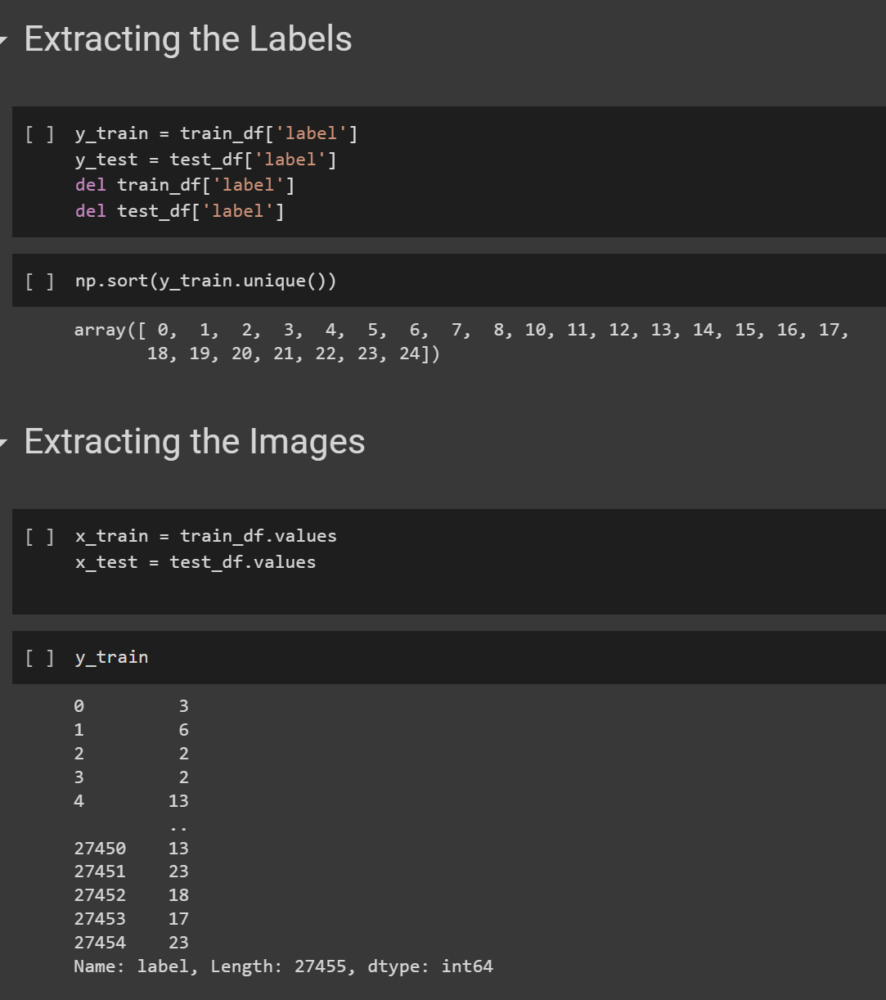 Extracting the Labels
[ ] y_train = train_df['label']
y_test = test_df['label']
del train_df['label']
del test_df['label']
[ ] np.sort(y_train.unique())
array([ 0,  1,  2,  3,  4,  5,  6,  7,  8, 10, 11, 12, 13, 14, 15, 16, 17,
       18, 19, 20, 21, 22, 23, 24])
Extracting the Images
[ ] x_train = train_df.values
x_test = test_df.values
[ ] y_train
0         3
1         6
2         2
3         2
4        13
         ..
27450    13
27451    23
27452    18
27453    17
27454    23
Name: label, Length: 27455, dtype: int64